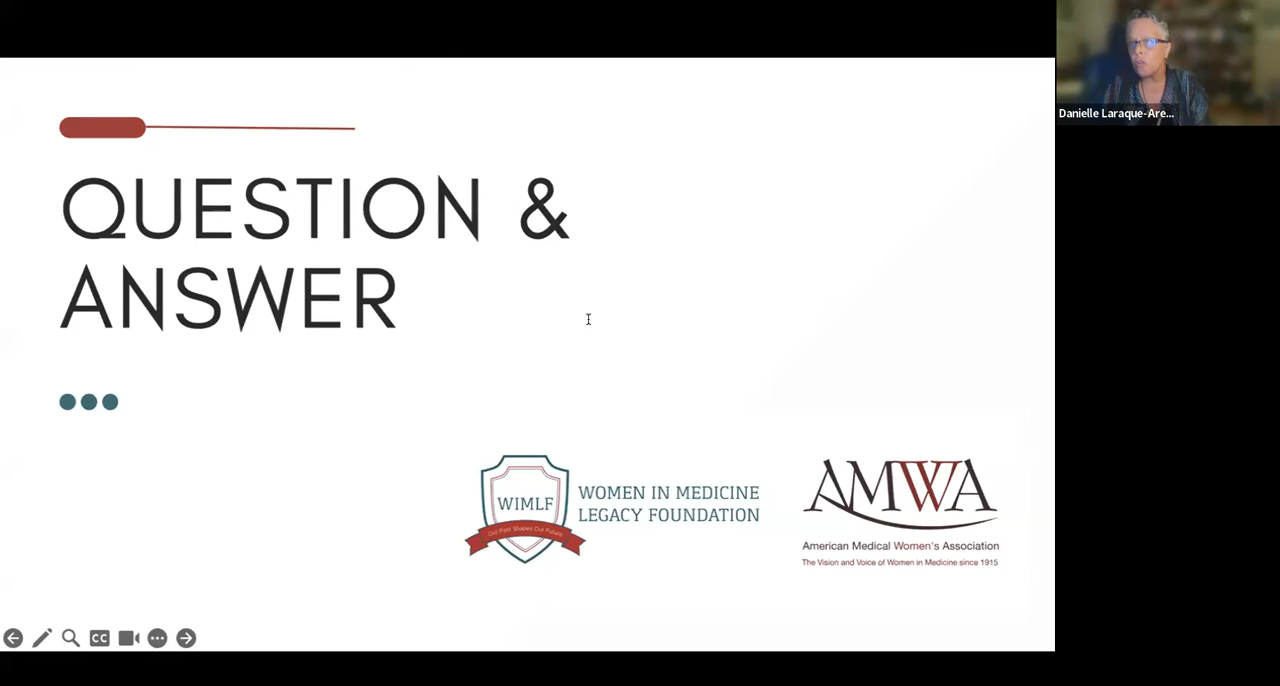 Danielle Laraque-Are...
QUESTION &
ANSWER
WIMLF
Our Past Shapes Our Future
WOMEN IN MEDICINE
LEGACY FOUNDATION
AMWA
American Medical Women's Association
The Vision and Voice of Women in Medicine since 1915
CC